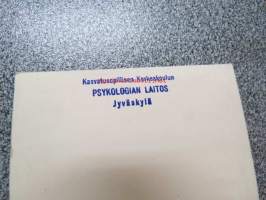 Kasvatusopillisen Korkeakoulun
PSYKOLOGIAN LAITOS
Jyväskylä